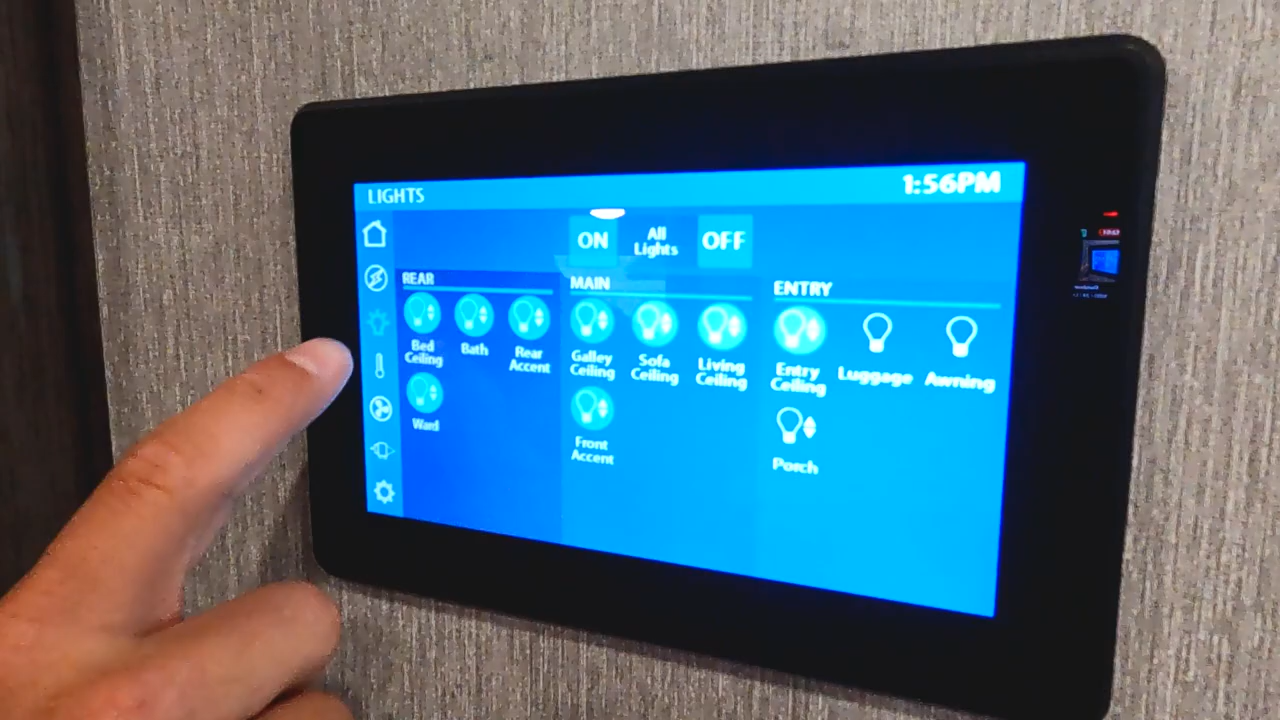 LIGHTS
1:56PM
ON
All
Lights
OFF
REAR
MAIN
ENTRY
Bed
Ceiling
Bath
Rear
Accent
Galley
Ceiling
Sofa
Ceiling
Living
Ceiling
Entry
Ceiling
Luggage
Awning
Ward
Front
Accent
Porch